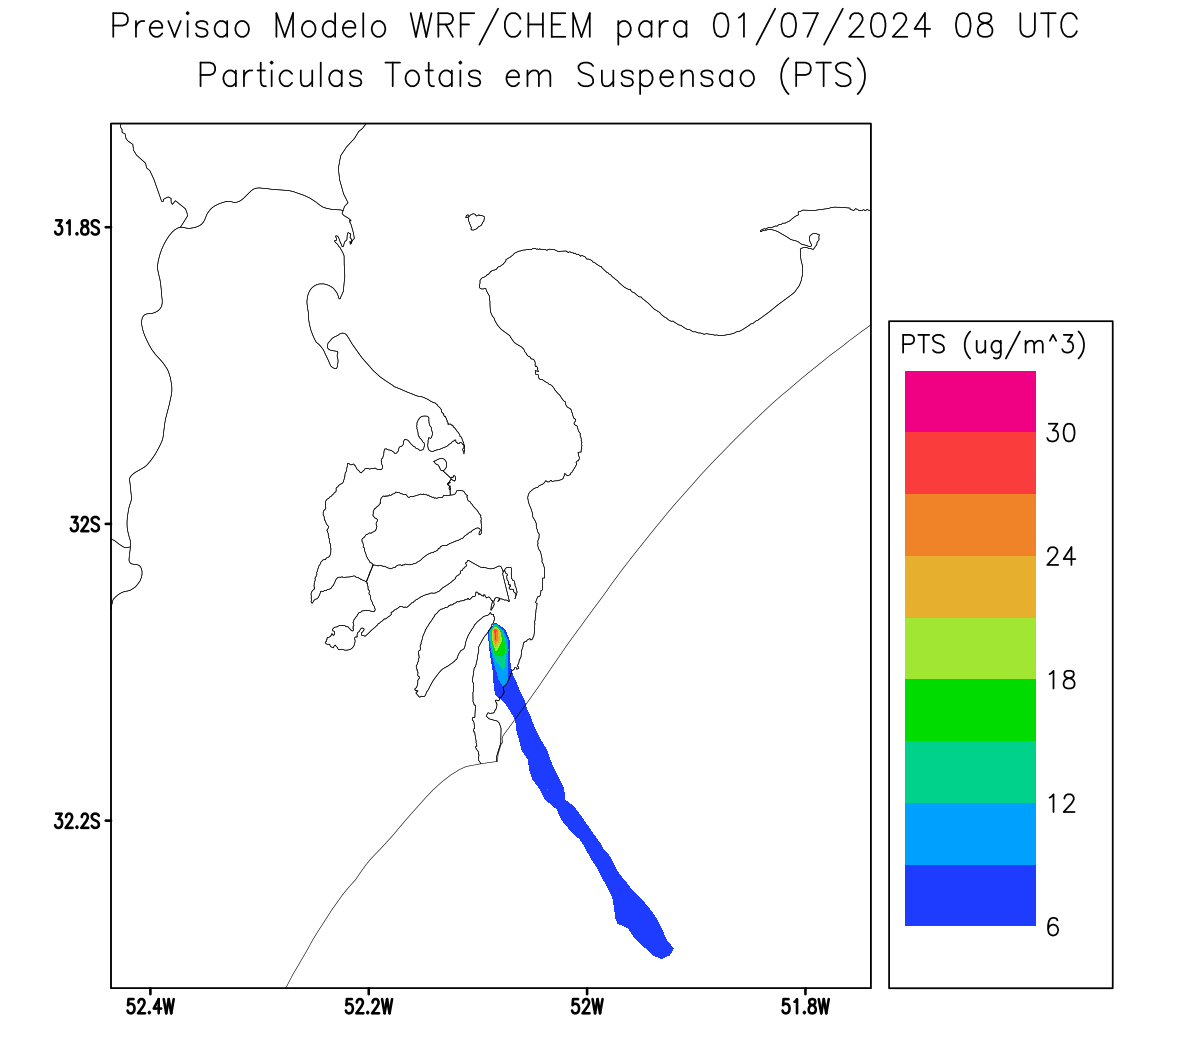 Previsao Modelo WRF/CHEM para 01/07/2024 08 UTC
Particulas Totais em Suspensao (PTS)
31.8S
32S
32.2S
52.4W
52.2W
52W
51.8W
PTS (ug/m^3)
30
24
18
12
6